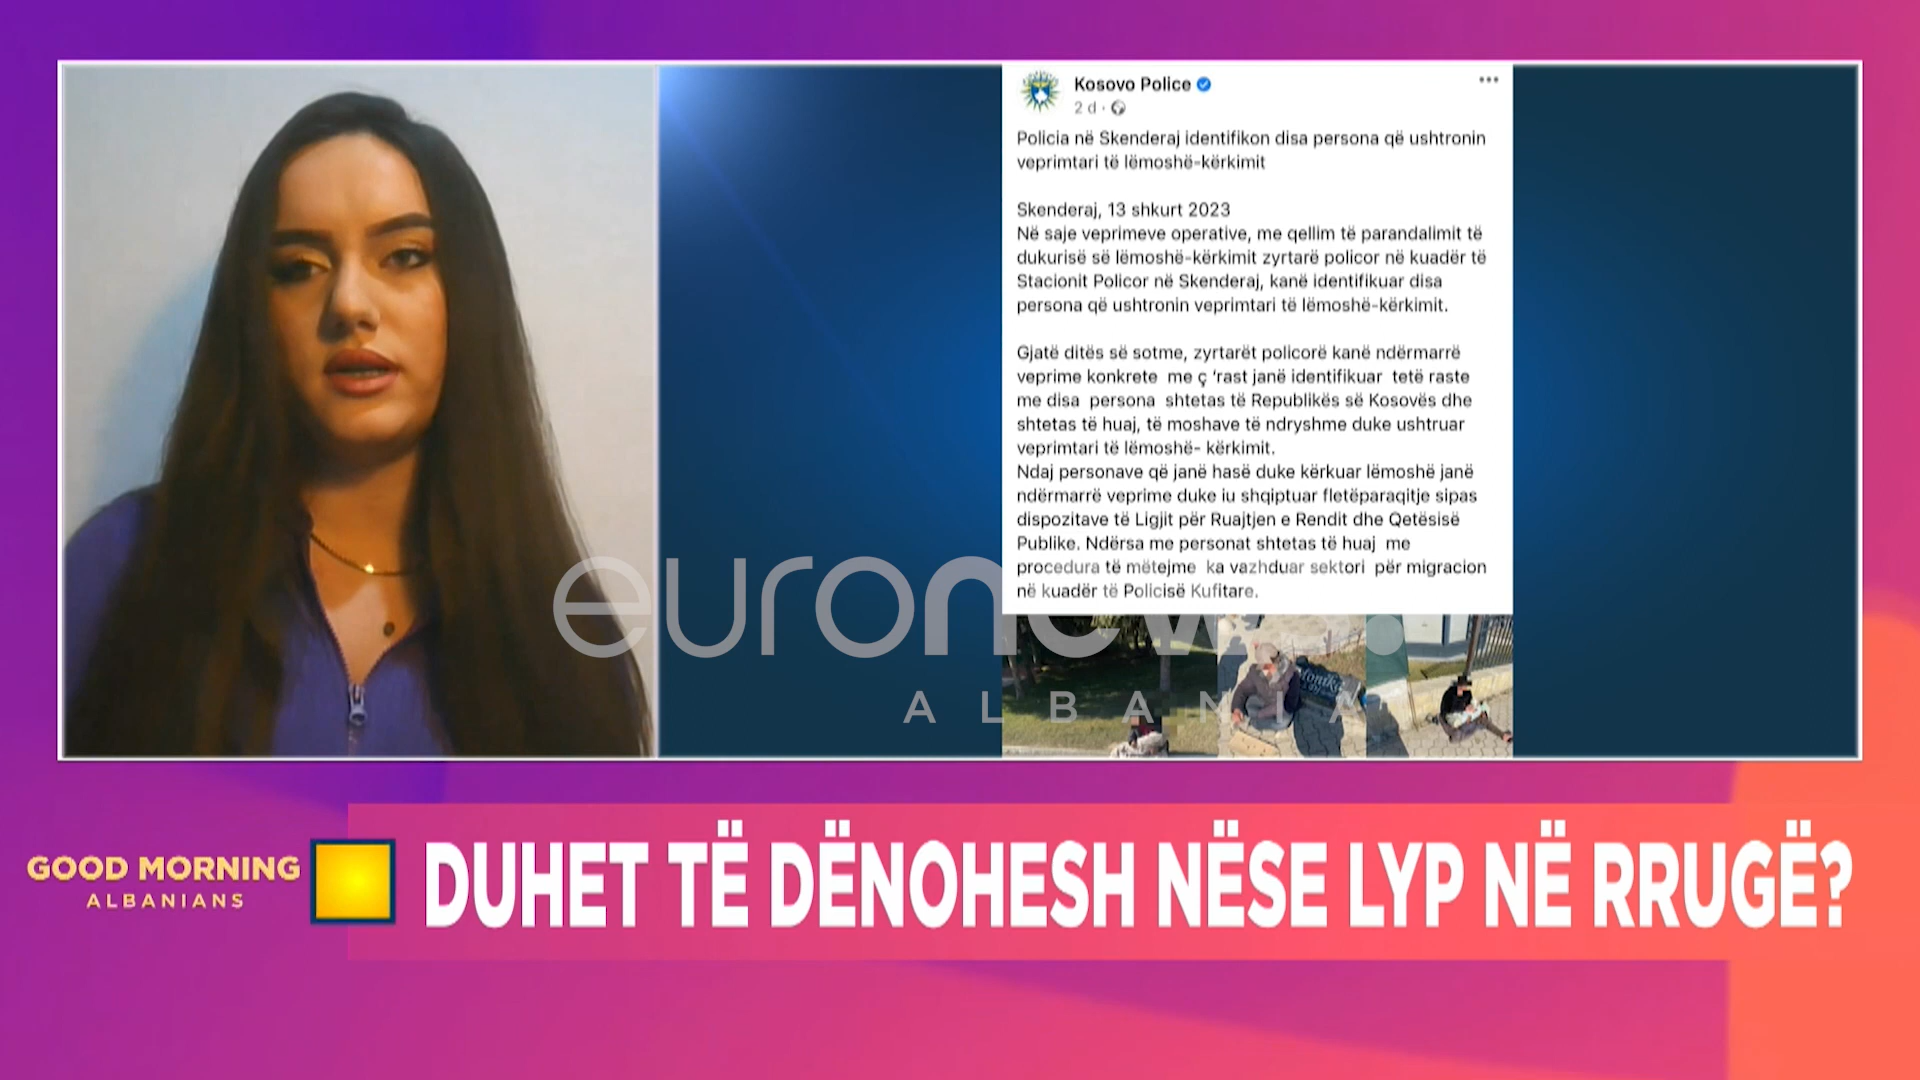 Kosovo Police
2 d
Policia në Skenderaj identifikon disa persona që ushtronin
veprimtari të lëmoshë-kërkimit
Skenderaj, 13 shkurt 2023
Në saje veprimeve operative, me qellim të parandalimit të
dukurisë së lëmoshë-kërkimit zyrtarë policor në kuadër të
Stacionit Policor në Skenderaj, kanë identifikuar disa
persona që ushtronin veprimtari të lëmoshë-kërkimit.
Gjatë ditës së sotme, zyrtarët policorë kanë ndërmarrë
veprime konkrete  me ç ‘rast janë identifikuar  tetë raste
me disa  persona  shtetas të Republikës së Kosovës dhe
shtetas të huaj, të moshave të ndryshme duke ushtruar
veprimtari të lëmoshë- kërkimit.
Ndaj personave që janë hasë duke kërkuar lëmoshë janë
ndërmarrë veprime duke iu shqiptuar fletëparaqitje sipas
dispozitave të Ligjit për Ruajtjen e Rendit dhe Qetësisë
Publike. Ndërsa me personat shtetas të huaj  me
procedura të mëtejme  ka vazhduar sektori  për migracion
në kuadër të Policisë Kufitare.
euronews.
ALBANIA
Monika
GOOD MORNING
ALBANIANS
DUHET TË DËNOHESH NËSE LYP NË RRUGË?